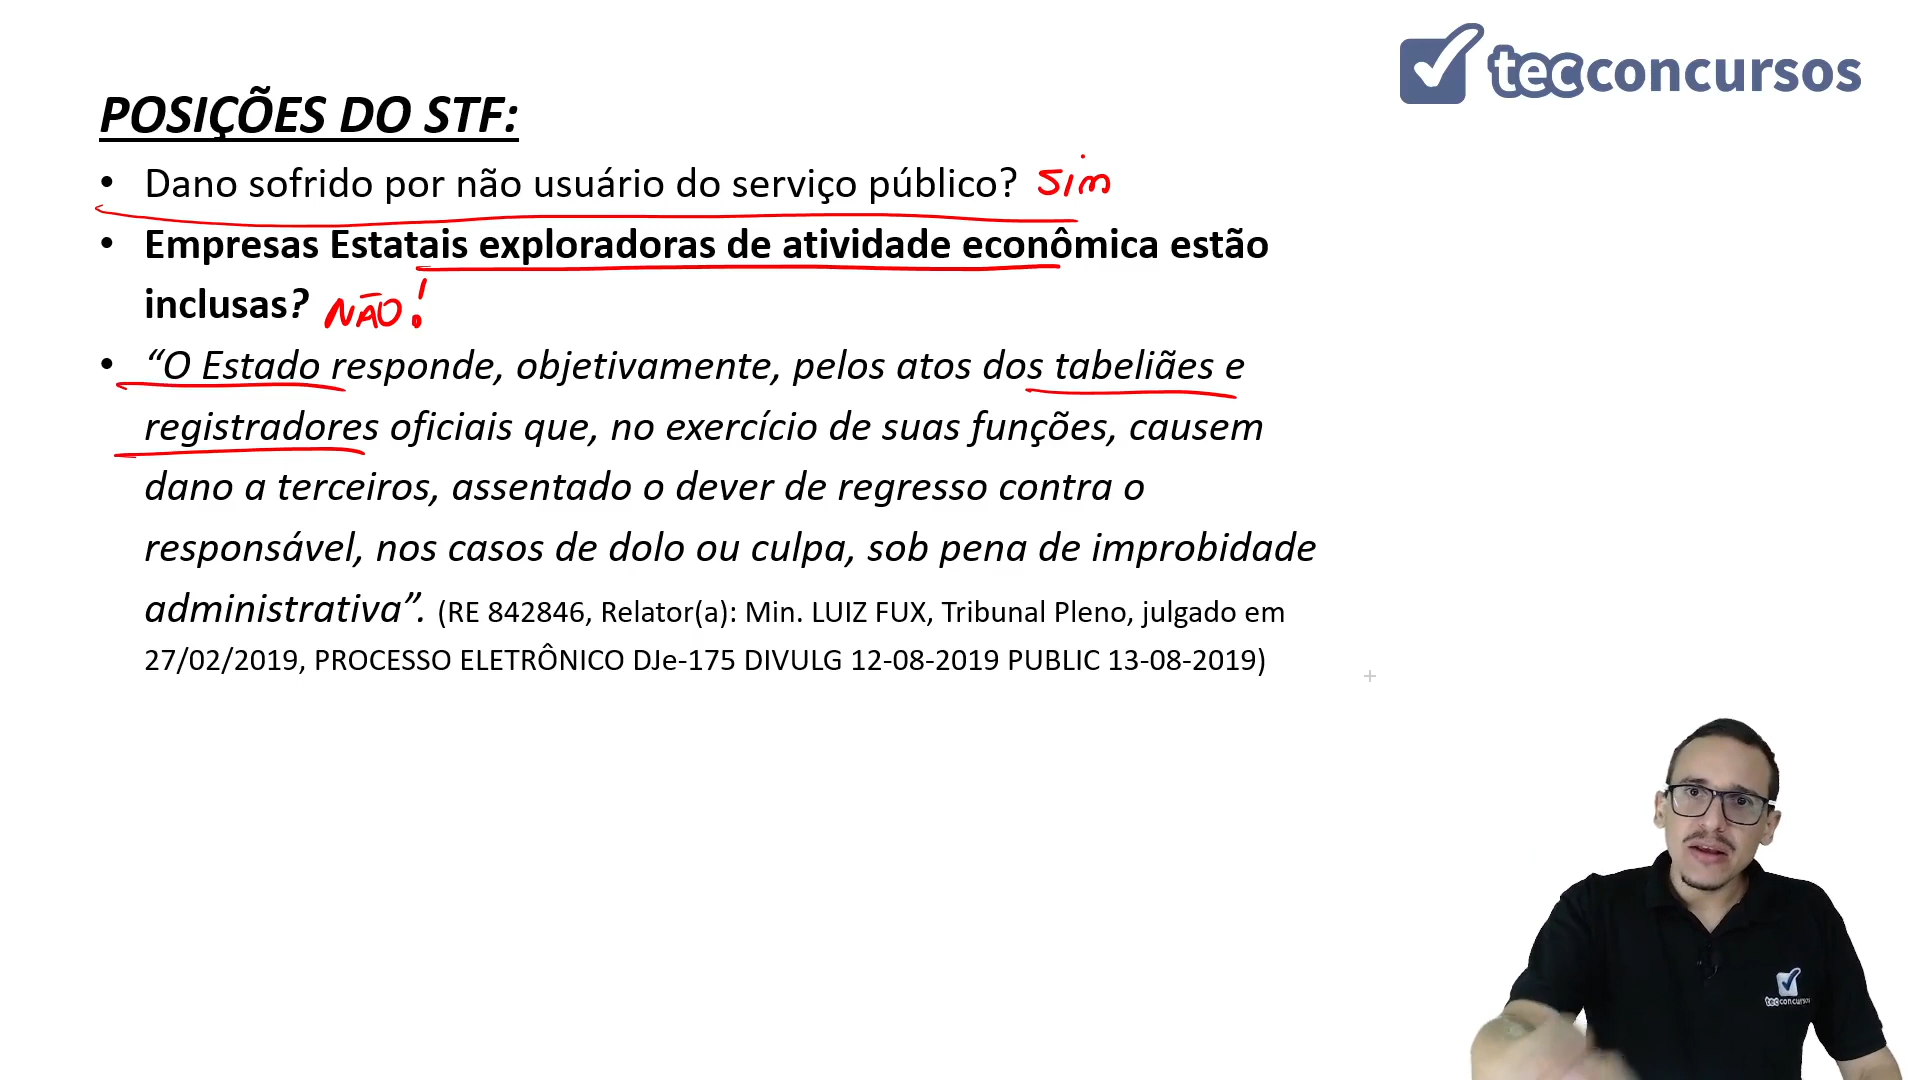 tecconcursos
POSIÇÕES DO STF:
• Dano sofrido por não usuário do serviço público? SIM
• Empresas Estatais exploradoras de atividade econômica estão
inclusas? NÃO!
• “O Estado responde, objetivamente, pelos atos dos tabeliães e
registradores oficiais que, no exercício de suas funções, causem
dano a terceiros, assentado o dever de regresso contra o
responsável, nos casos de dolo ou culpa, sob pena de improbidade
administrativa”. (RE 842846, Relator(a): Min. LUIZ FUX, Tribunal Pleno, julgado em
27/02/2019, PROCESSO ELETRÔNICO DJe-175 DIVULG 12-08-2019 PUBLIC 13-08-2019)
tecconcursos